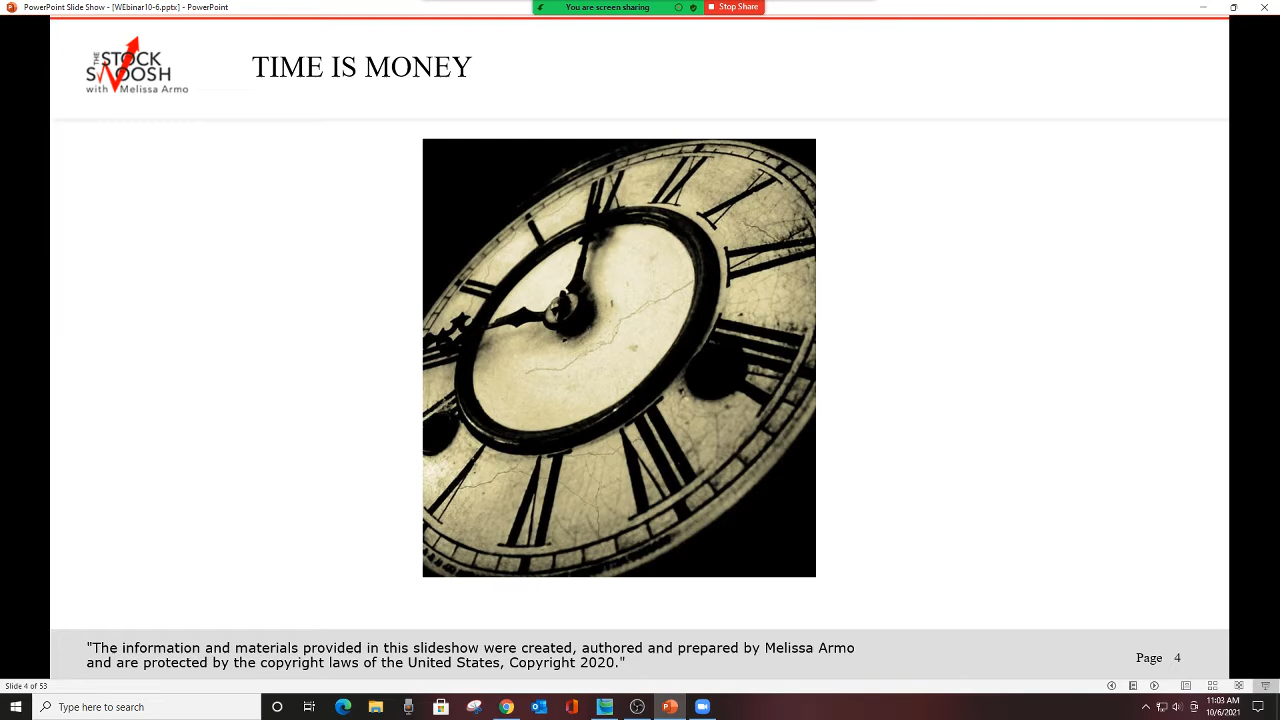 PowerPoint Slide Show - [WEbinar10-6.pptx] - PowerPoint
You are screen sharing
Stop Share
THE
STOCK
SWOOSH
with Melissa Armo
TIME IS MONEY
"The information and materials provided in this slideshow were created, authored and prepared by Melissa Armo
and are protected by the copyright laws of the United States, Copyright 2020."
Page 4
Slide 4 of 53
Type here to search
11:03 AM
10/6/2021